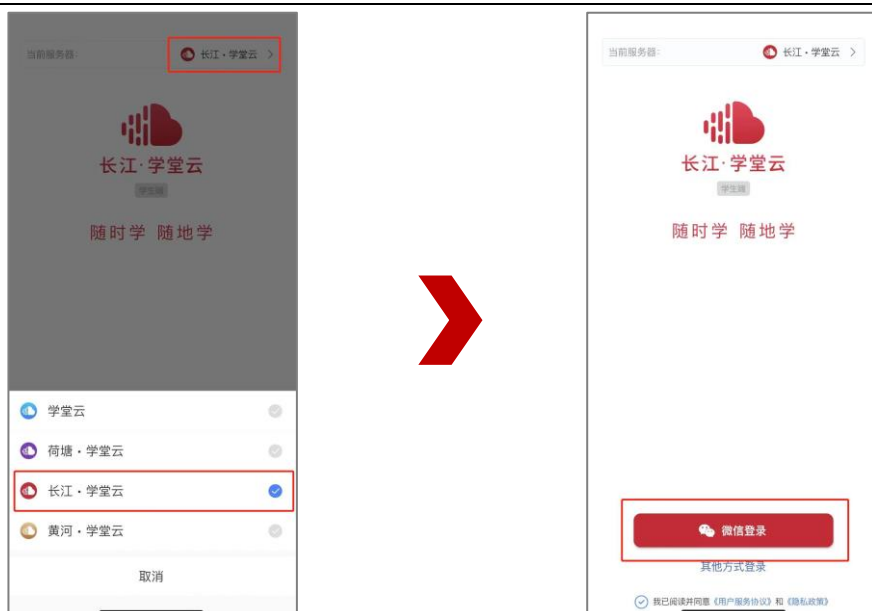 当前服务器:
长江·学堂云 >
长江·学堂云
学生端
随时学 随地学
学堂云
荷塘·学堂云
长江·学堂云
黄河·学堂云
取消
当前服务器:
长江·学堂云 >
长江·学堂云
学生端
随时学 随地学
微信登录
其他方式登录
我已阅读并同意《用户服务协议》和《隐私政策》